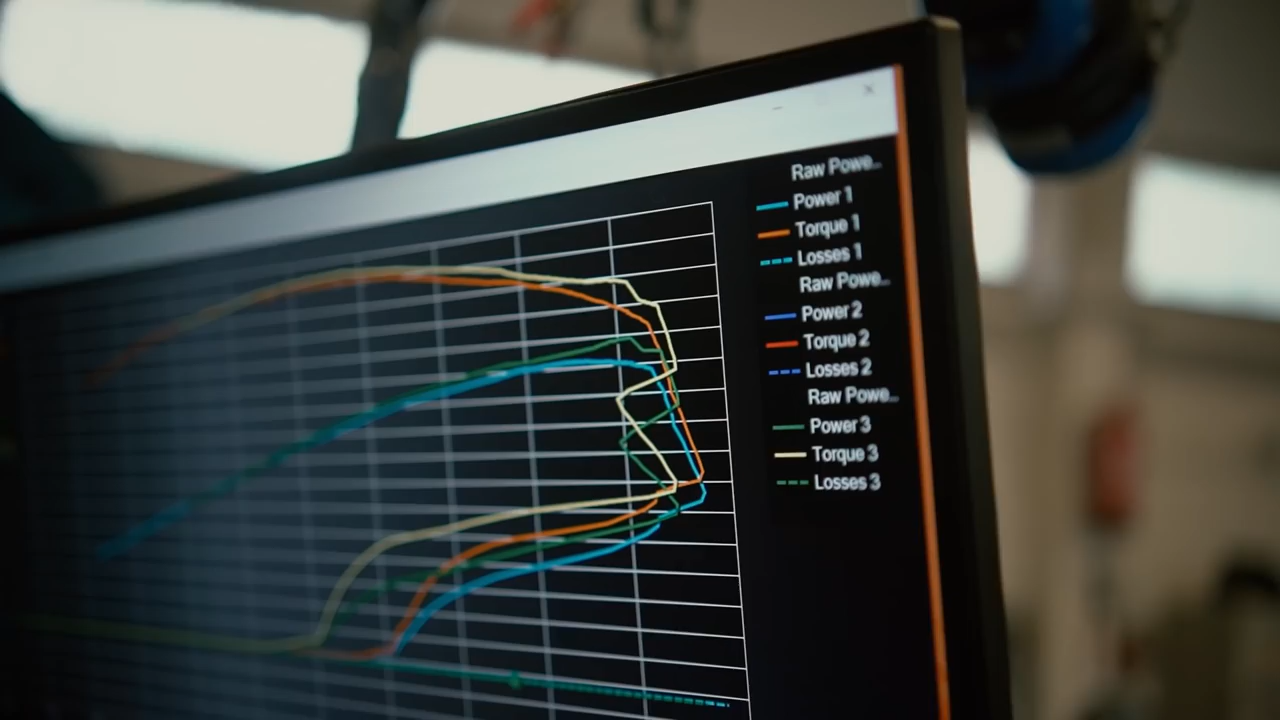 Raw Powe...
Power 1
Torque 1
Losses 1
Raw Powe...
Power 2
Torque 2
Losses 2
Raw Powe...
Power 3
Torque 3
Losses 3